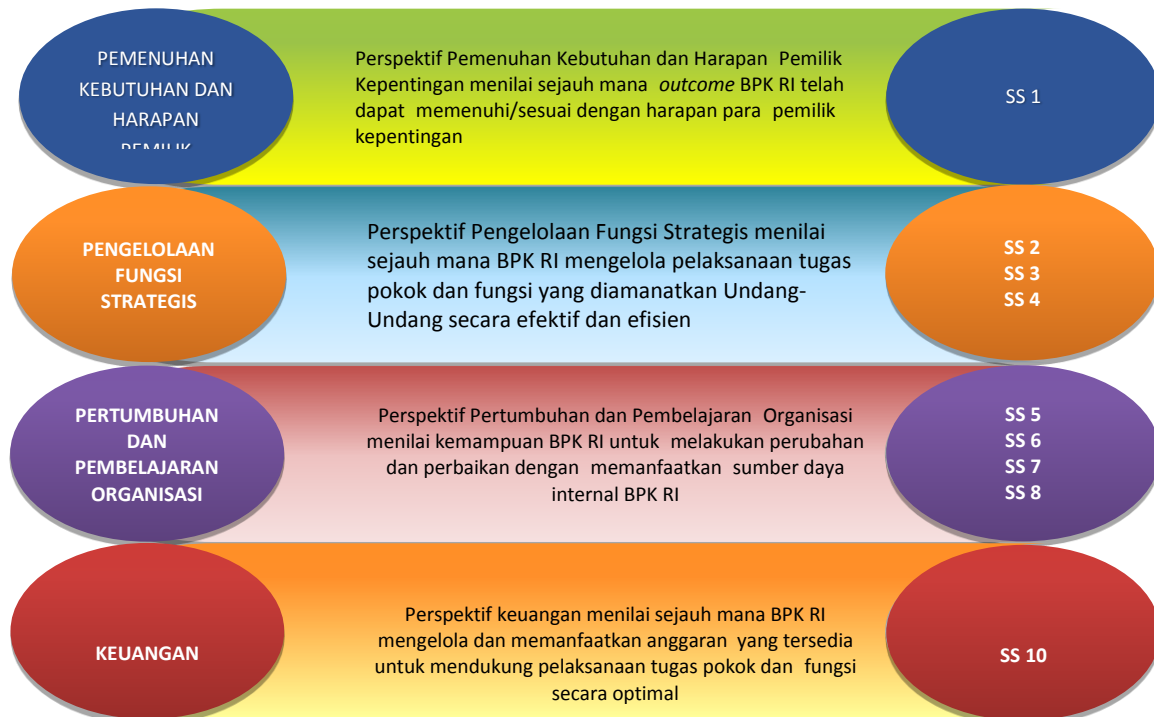 PEMENUHAN
KEBUTUHAN DAN
HARAPAN
PEMILIK
Perspektif Pemenuhan Kebutuhan dan Harapan Pemilik
Kepentingan menilai sejauh mana outcome BPK RI telah
dapat memenuhi/sesuai dengan harapan para pemilik
kepentingan
SS 1
PENGELOLAAN
FUNGSI
STRATEGIS
Perspektif Pengelolaan Fungsi Strategis menilai
sejauh mana BPK RI mengelola pelaksanaan tugas
pokok dan fungsi yang diamanatkan Undang-
Undang secara efektif dan efisien
SS 2
SS 3
SS 4
PERTUMBUHAN
DAN
PEMBELAJARAN
ORGANISASI
Perspektif Pertumbuhan dan Pembelajaran Organisasi
menilai kemampuan BPK RI untuk melakukan perubahan
dan perbaikan dengan memanfaatkan sumber daya
internal BPK RI
SS 5
SS 6
SS 7
SS 8
KEUANGAN
Perspektif keuangan menilai sejauh mana BPK RI
mengelola dan memanfaatkan anggaran yang tersedia
untuk mendukung pelaksanaan tugas pokok dan fungsi
secara optimal
SS 10